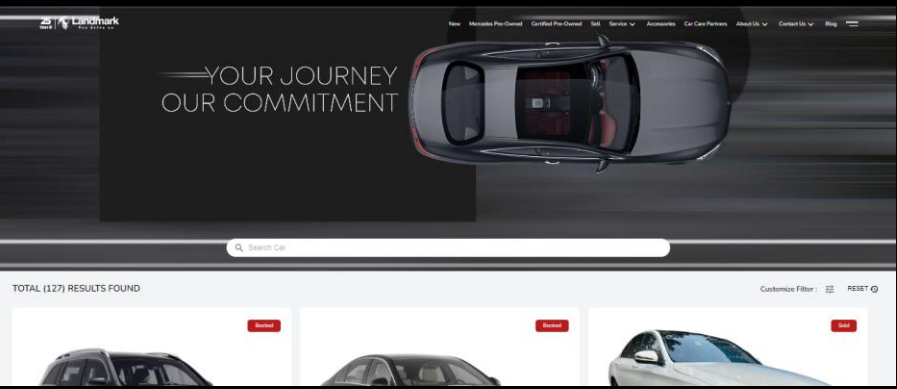 25 Landmark
New Mercedes Pre-Owned Certified Pre-Owned Sell Service Accessories Car Care Partners About Us Contact Us Blog
YOUR JOURNEY
OUR COMMITMENT
Search Car
TOTAL (127) RESULTS FOUND
Customize Filter : RESET
Booked Booked Sold